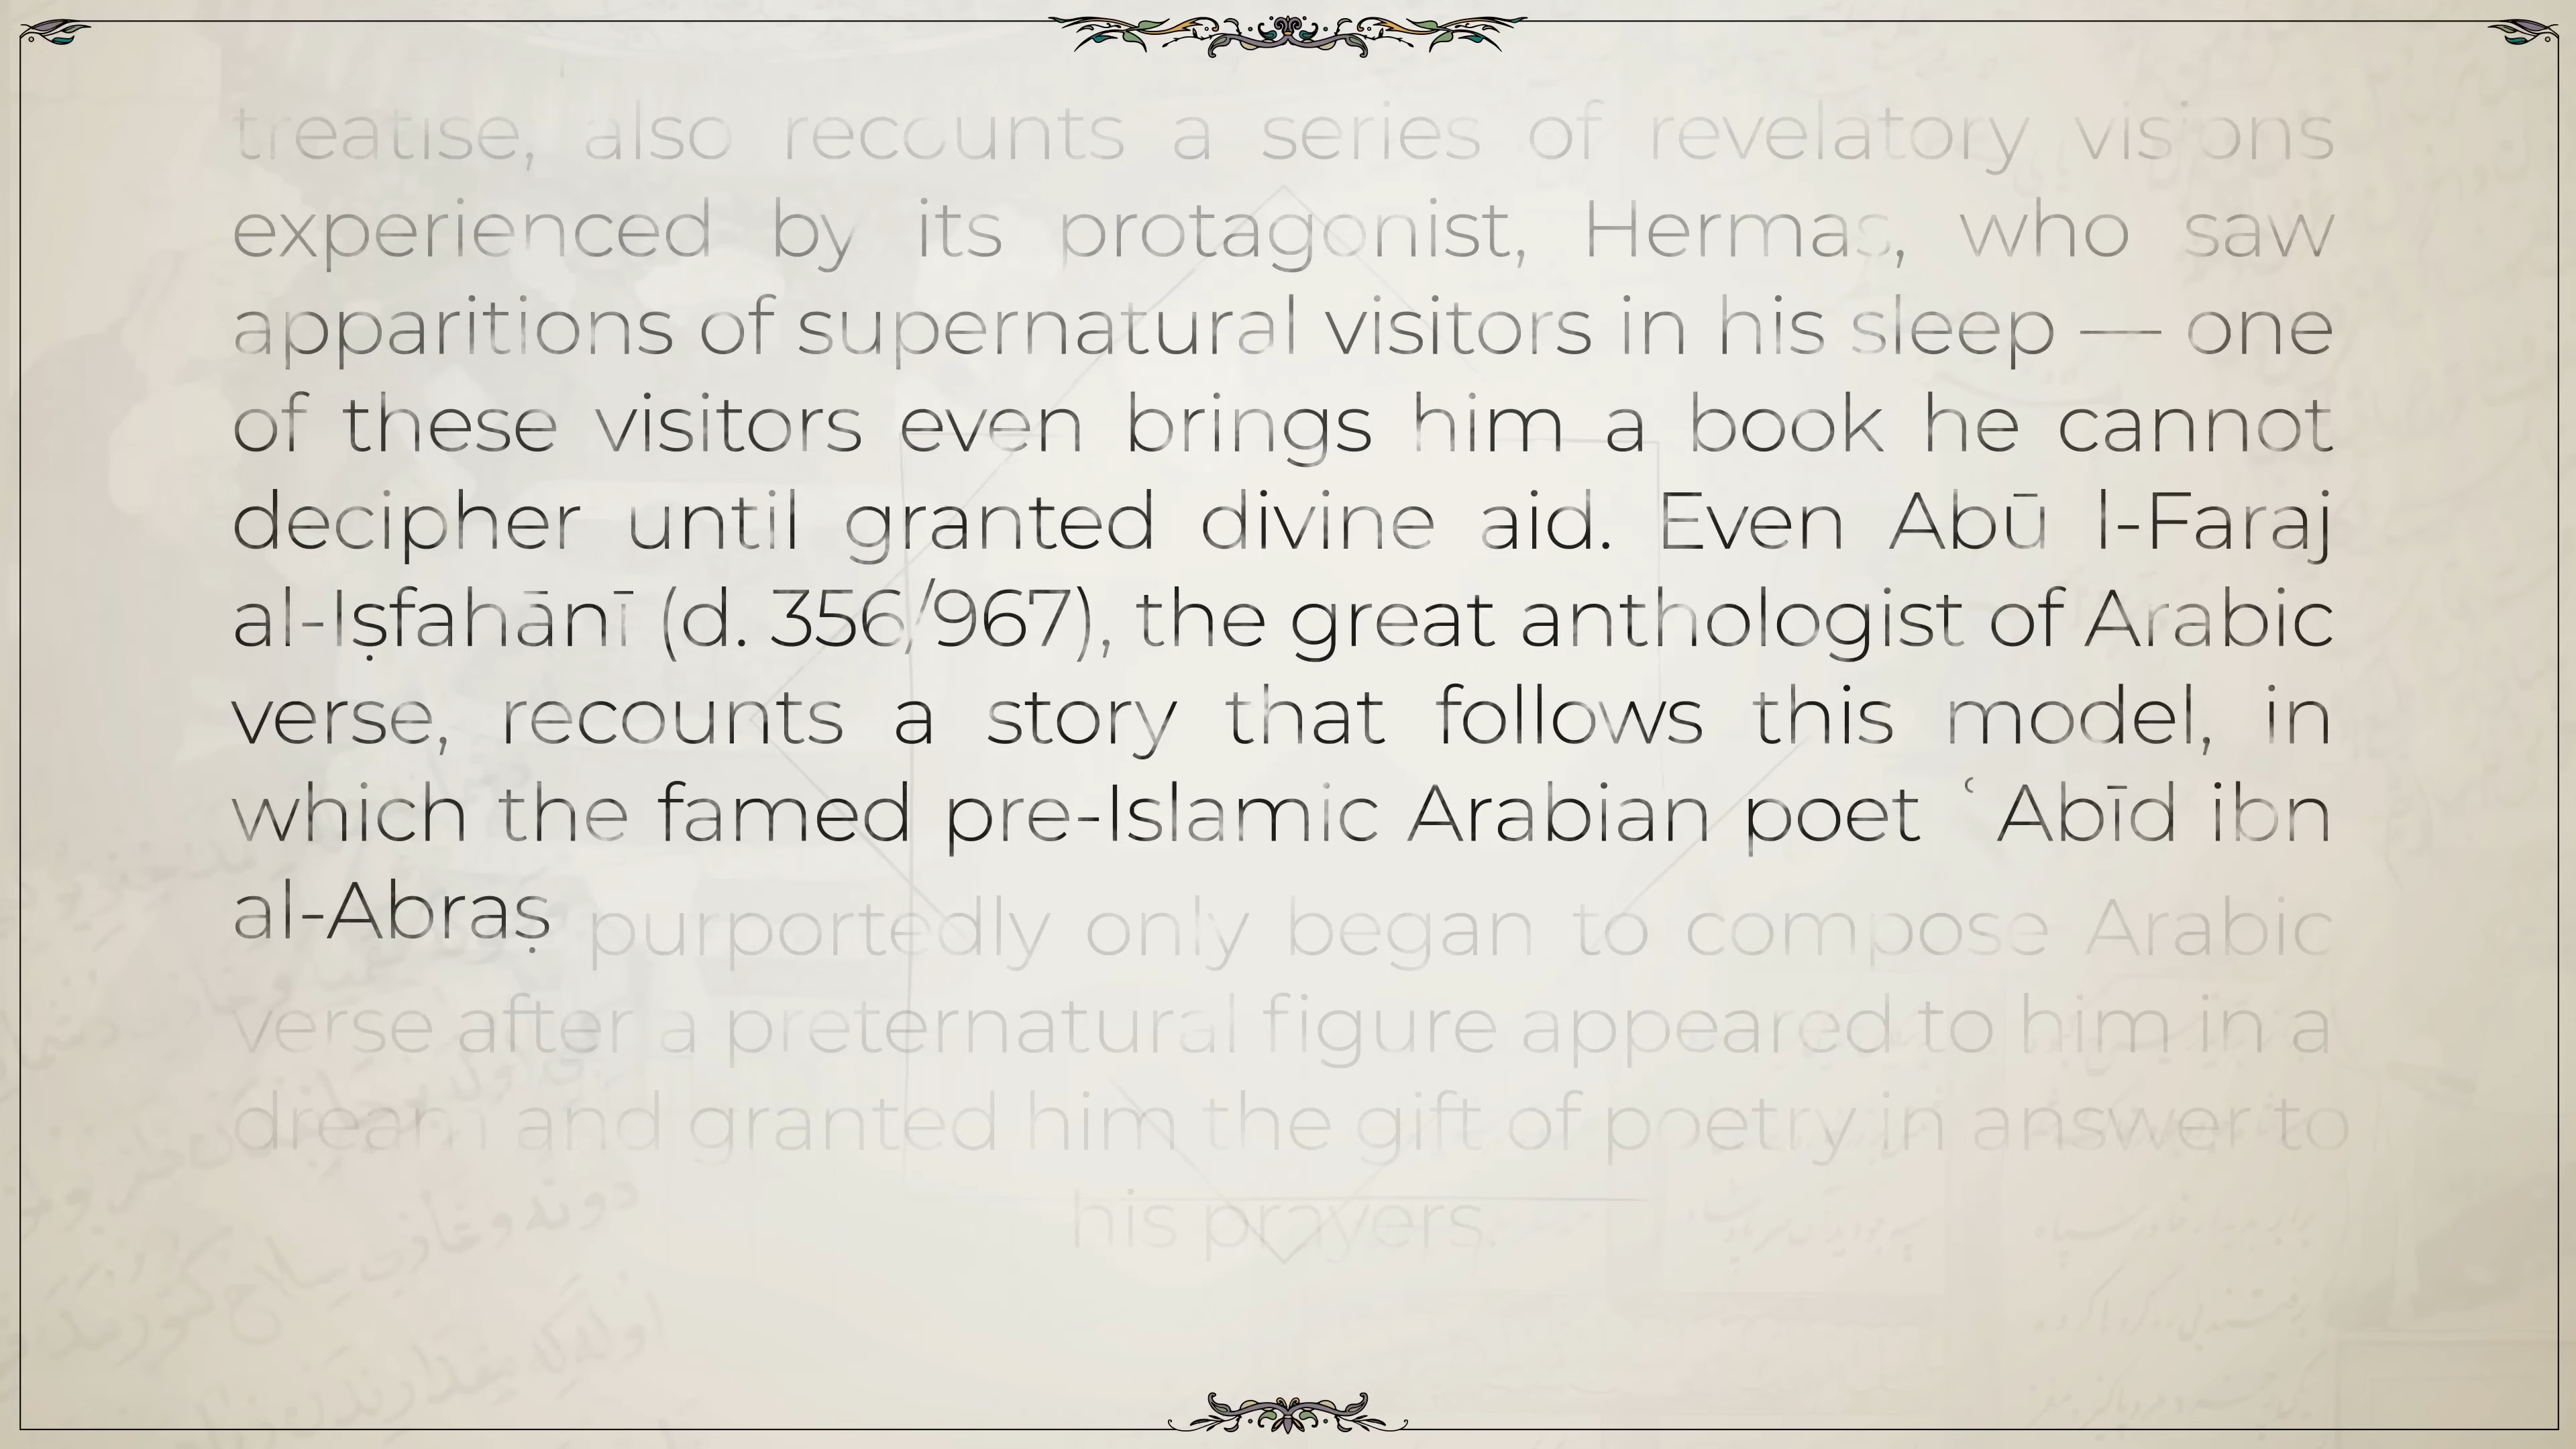 treatise, also recounts a series of revelatory visions
experienced by its protagonist, Hermas, who saw
apparitions of supernatural visitors in his sleep — one
of these visitors even brings him a book he cannot
decipher until granted divine aid. Even Abū l-Faraj
al-Iṣfahānī (d. 356/967), the great anthologist of Arabic
verse, recounts a story that follows this model, in
which the famed pre-Islamic Arabian poet ʿAbīd ibn
al-Abraṣ purportedly only began to compose Arabic
verse after a preternatural figure appeared to him in a
dream and granted him the gift of poetry in answer to
his prayers.